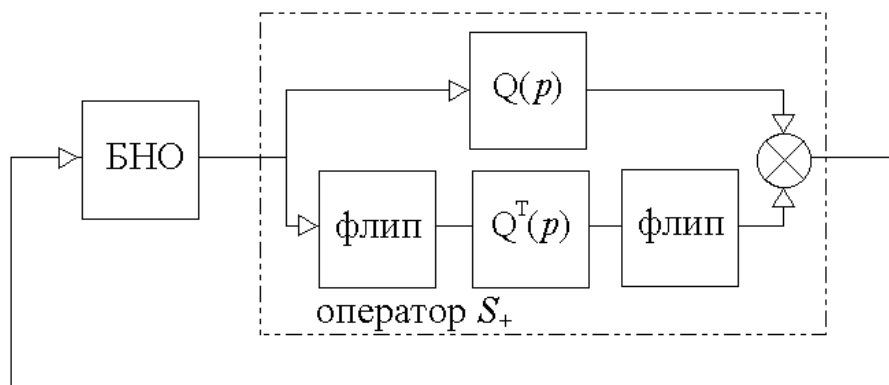 Q(p)
БНО
флип
Qᵀ(p)
флип
оператор S₊